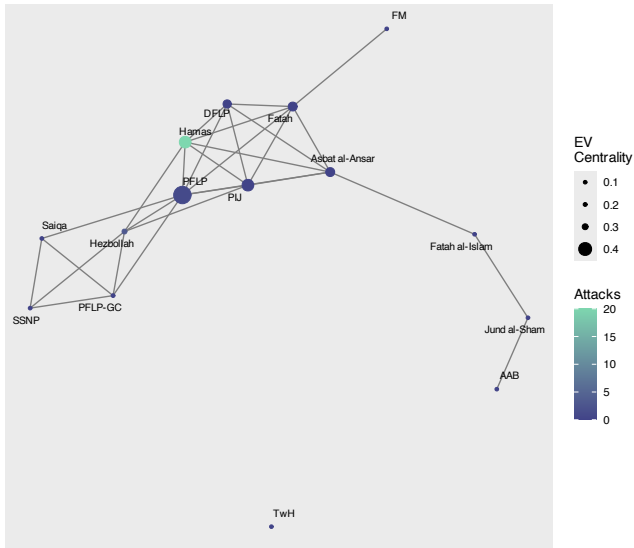 FM
DFLP
Fatah
Hamas
Asbat al-Ansar
PFLP
PIJ
Saiqa
Hezbollah
Fatah al-Islam
PFLP-GC
SSNP
Jund al-Sham
AAB
TwH
EV
Centrality
0.1
0.2
0.3
0.4
Attacks
20
15
10
5
0